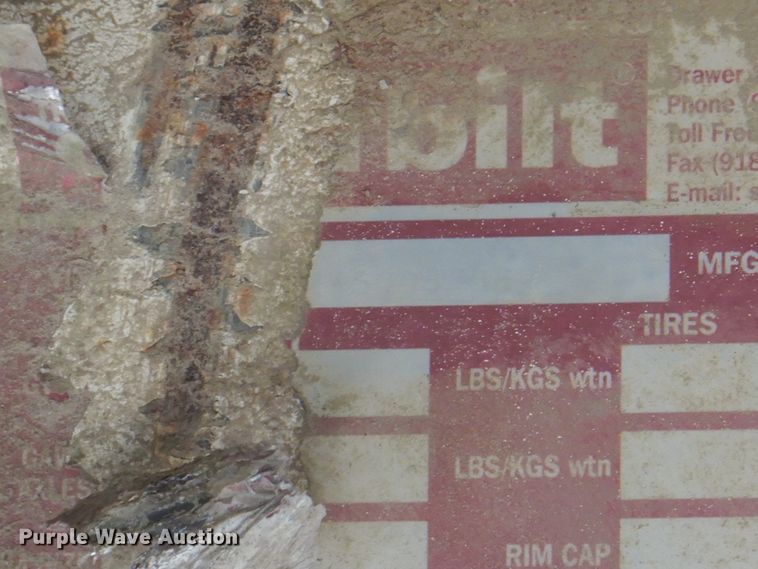 bilt
Drawer
Phone (
Toll Free
Fax (918
E-mail: s
MFG
TIRES
LBS/KGS wtn
GAW
AXLES
LBS/KGS wtn
RIM CAP
Purple Wave Auction